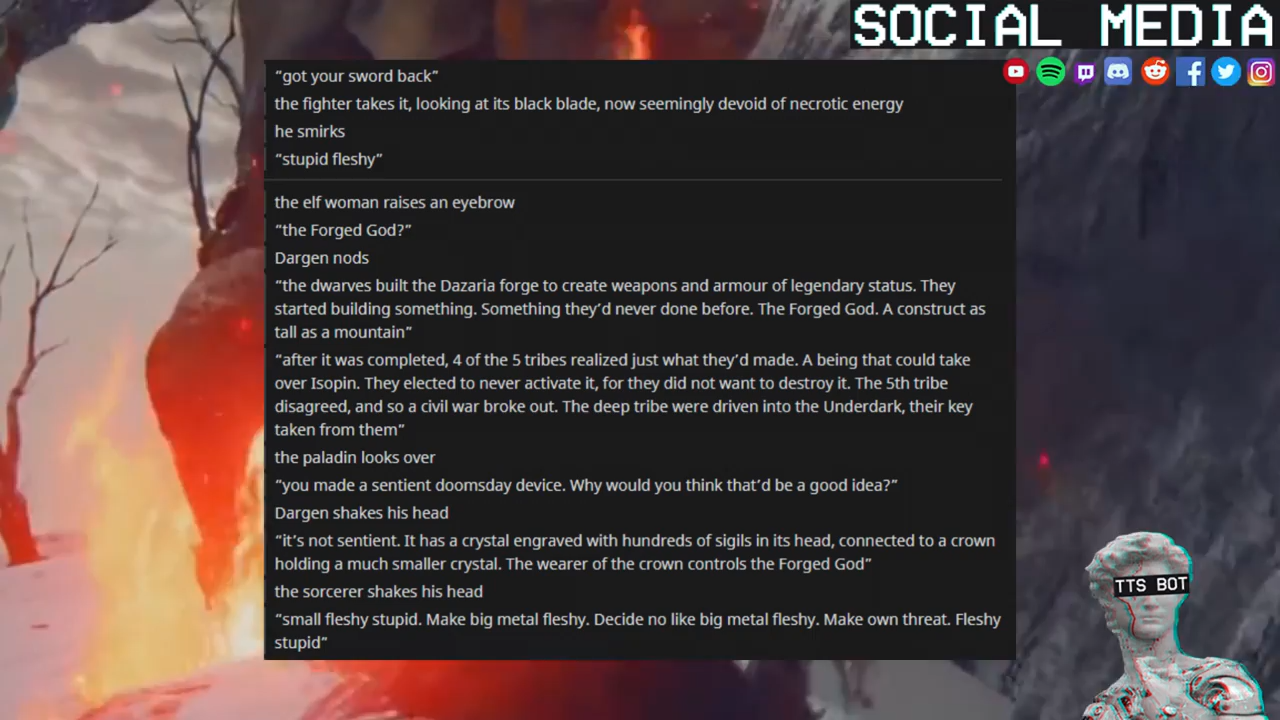 SOCIAL MEDIA
“got your sword back”
the fighter takes it, looking at its black blade, now seemingly devoid of necrotic energy
he smirks
“stupid fleshy”
the elf woman raises an eyebrow
“the Forged God?”
Dargen nods
“the dwarves built the Dazaria forge to create weapons and armour of legendary status. They
started building something. Something they’d never done before. The Forged God. A construct as
tall as a mountain”
“after it was completed, 4 of the 5 tribes realized just what they’d made. A being that could take
over Isopin. They elected to never activate it, for they did not want to destroy it. The 5th tribe
disagreed, and so a civil war broke out. The deep tribe were driven into the Underdark, their key
taken from them”
the paladin looks over
“you made a sentient doomsday device. Why would you think that’d be a good idea?”
Dargen shakes his head
“it’s not sentient. It has a crystal engraved with hundreds of sigils in its head, connected to a crown
holding a much smaller crystal. The wearer of the crown controls the Forged God”
the sorcerer shakes his head
“small fleshy stupid. Make big metal fleshy. Decide no like big metal fleshy. Make own threat. Fleshy
stupid”
TTS BOT